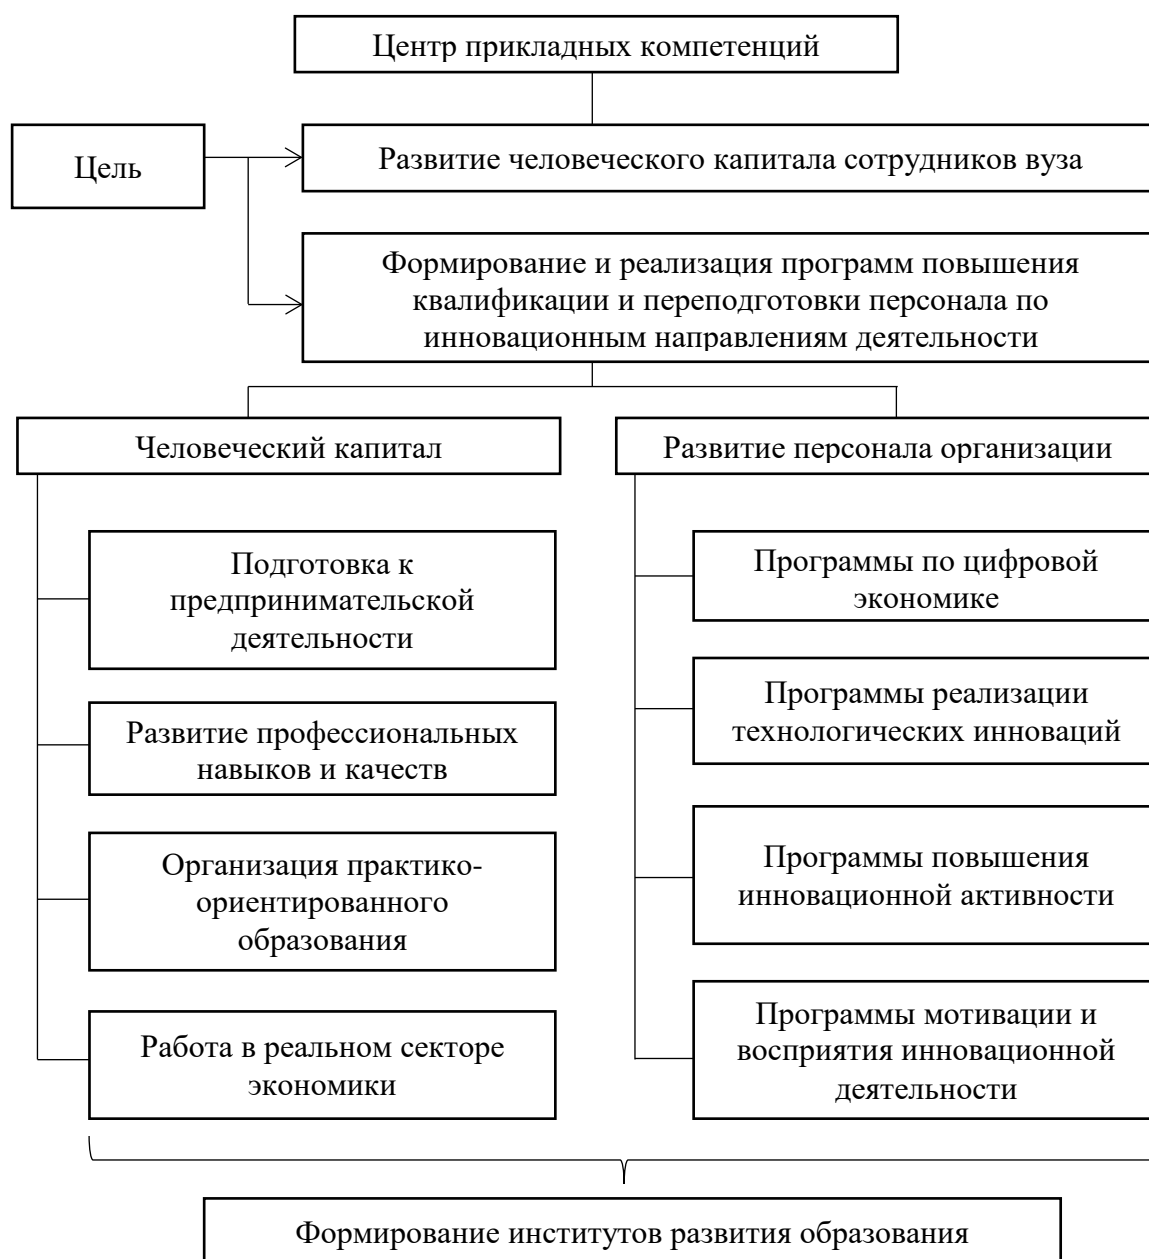 Центр прикладных компетенций
Цель
Развитие человеческого капитала сотрудников вуза
Формирование и реализация программ повышения
квалификации и переподготовки персонала по
инновационным направлениям деятельности
Человеческий капитал
Подготовка к
предпринимательской
деятельности
Развитие профессиональных
навыков и качеств
Организация практико-
ориентированного
образования
Работа в реальном секторе
экономики
Развитие персонала организации
Программы по цифровой
экономике
Программы реализации
технологических инноваций
Программы повышения
инновационной активности
Программы мотивации и
восприятия инновационной
деятельности
Формирование институтов развития образования